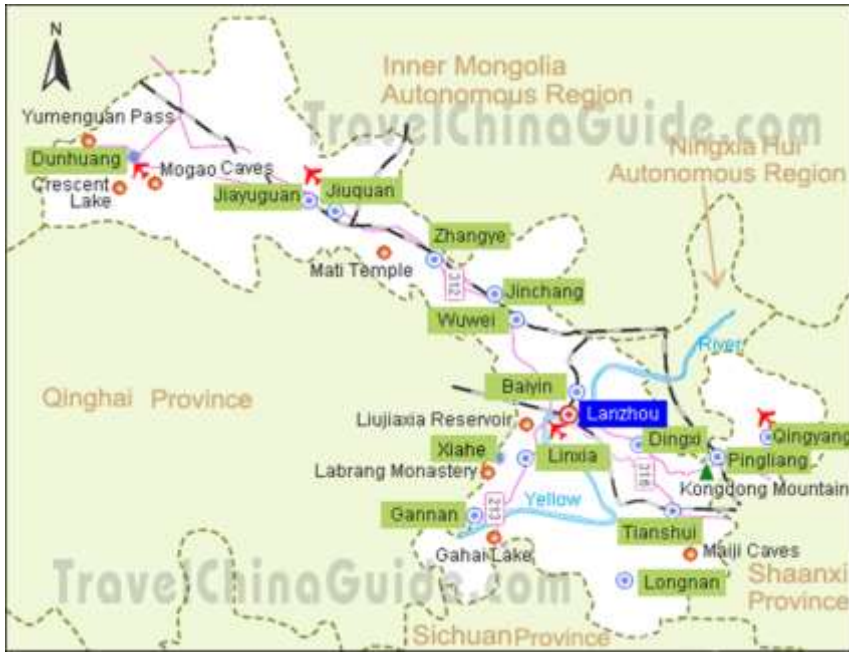 N
Inner Mongolia
Autonomous Region
TravelChinaGuide.com
Yumenguan Pass
Ningxia Hui
Autonomous Region
Dunhuang
Mogao Caves
Crescent
Lake
Jiayuguan
Jiuquan
Zhangye
Mati Temple
312
Jinchang
Wuwei
River
Qinghai Province
Baiyin
Liujiaxia Reservoir
Lanzhou
Dingxi
Qingyang
Xiahe
Linxia
Pingliang
Labrang Monastery
316
Kongdong Mountain
213
Yellow
Gannan
Tianshui
Gahai Lake
Maiji Caves
TravelChinaGuide.com
Longnan
Shaanxi
Province
Sichuan Province